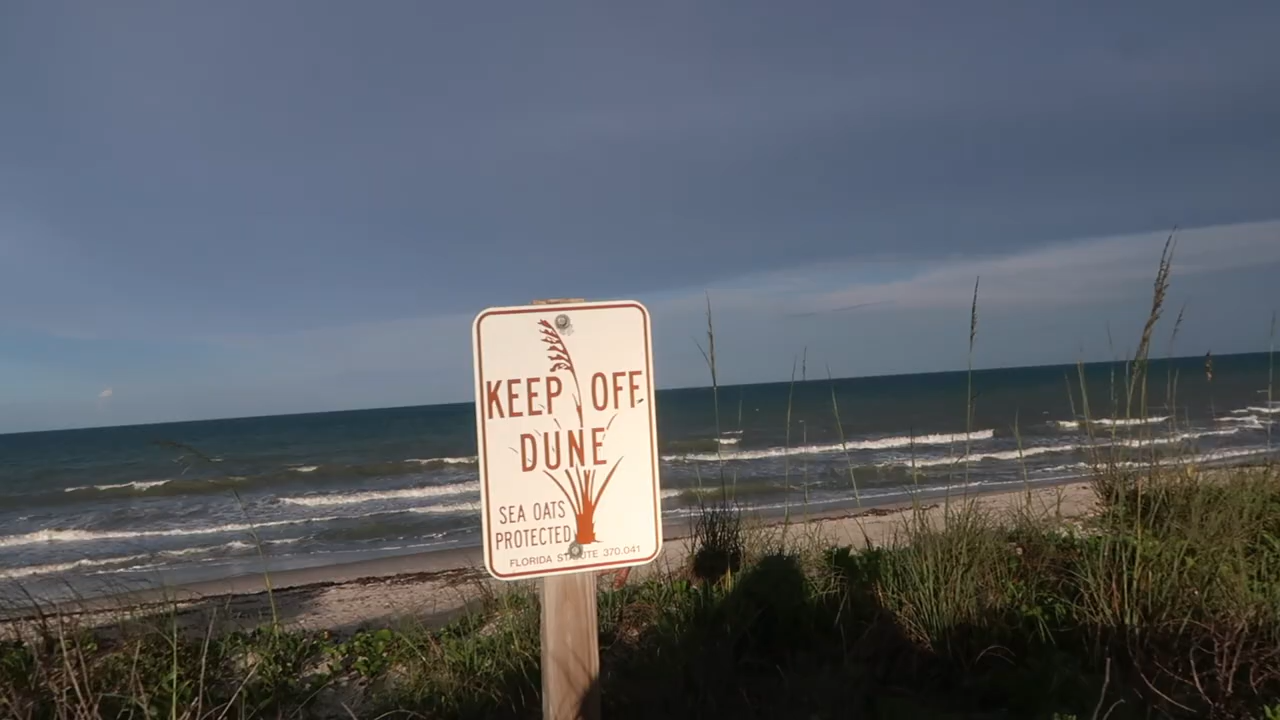 KEEP OFF
DUNE
SEA OATS
PROTECTED
FLORIDA STATUTE 370.041